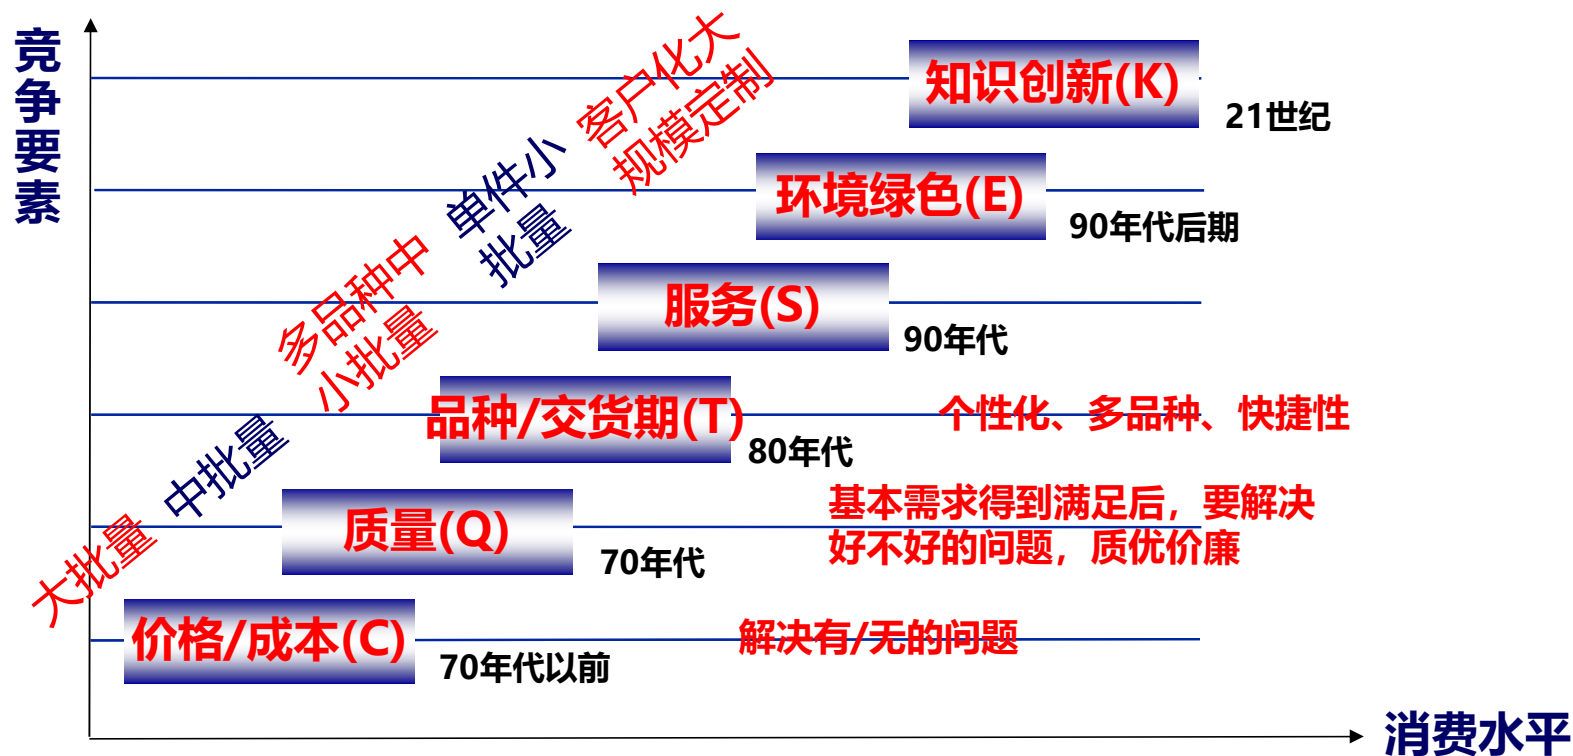 竞争要素
客户化大
规模定制
知识创新(K)
21世纪
单件小
批量
环境绿色(E)
90年代后期
多品种中
小批量
服务(S)
90年代
中批量
品种/交货期(T)
80年代
个性化、多品种、快捷性
大批量
质量(Q)
70年代
基本需求得到满足后，要解决
好不好的问题，质优价廉
价格/成本(C)
70年代以前
解决有/无的问题
消费水平